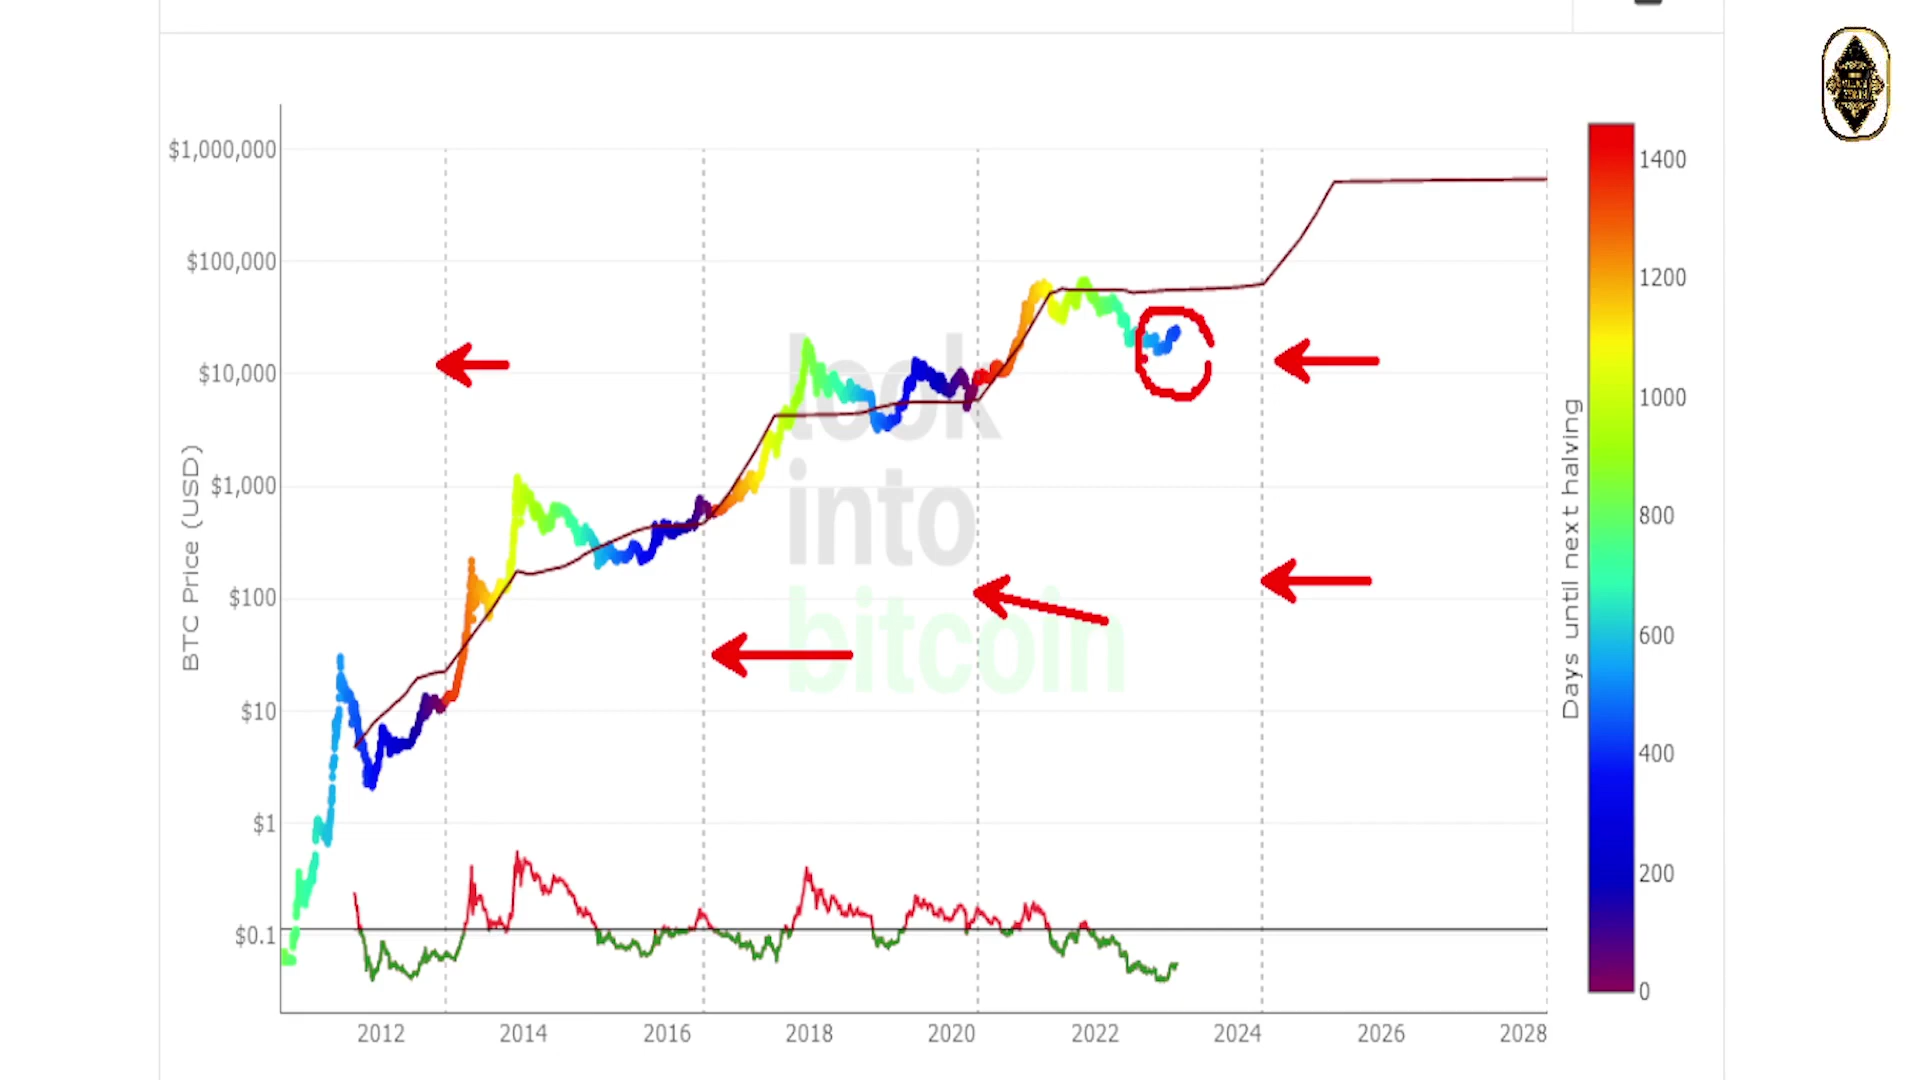 $1,000,000
$100,000
$10,000
$1,000
$100
$10
$1
$0.1
BTC Price (USD)
look
into
bitcoin
2012 2014 2016 2018 2020 2022 2024 2026 2028
1400
1200
1000
800
600
400
200
0
Days until next halving